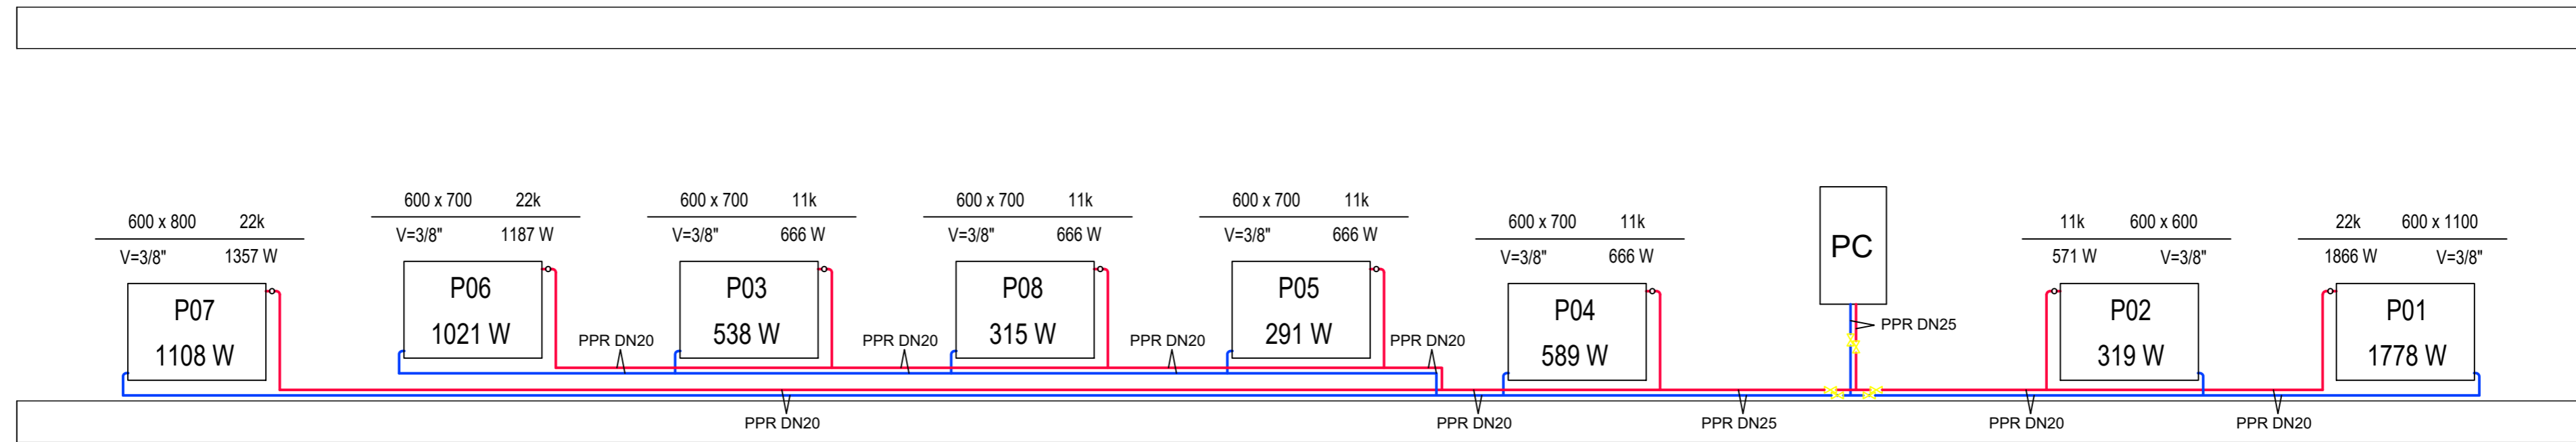 600 x 800 22k
V=3/8" 1357 W
P07
1108 W
600 x 700 22k
V=3/8" 1187 W
P06
1021 W
PPR DN20
600 x 700 11k
V=3/8" 666 W
P03
538 W
PPR DN20
600 x 700 11k
V=3/8" 666 W
P08
315 W
PPR DN20
600 x 700 11k
V=3/8" 666 W
P05
291 W
PPR DN20
600 x 700 11k
V=3/8" 666 W
P04
589 W
PC
PPR DN25
11k 600 x 600
571 W V=3/8"
P02
319 W
22k 600 x 1100
1866 W V=3/8"
P01
1778 W
PPR DN20
PPR DN20
PPR DN25
PPR DN20
PPR DN20